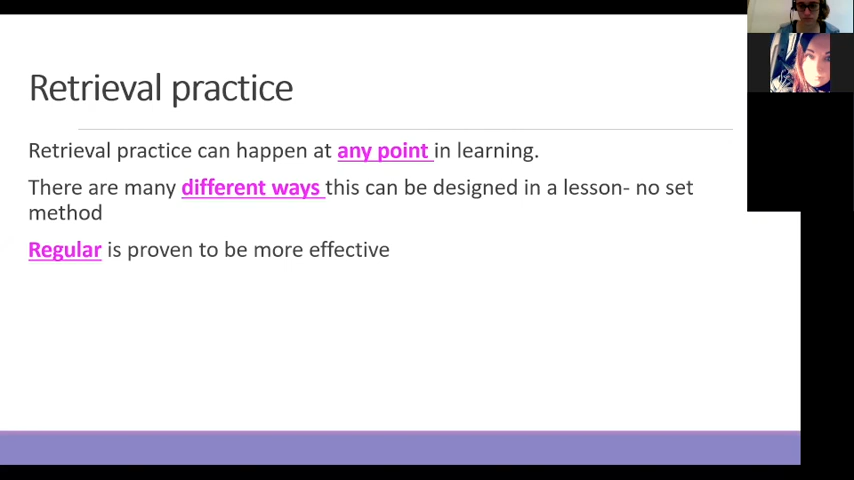 Retrieval practice
Retrieval practice can happen at any point in learning.
There are many different ways this can be designed in a lesson- no set
method
Regular is proven to be more effective